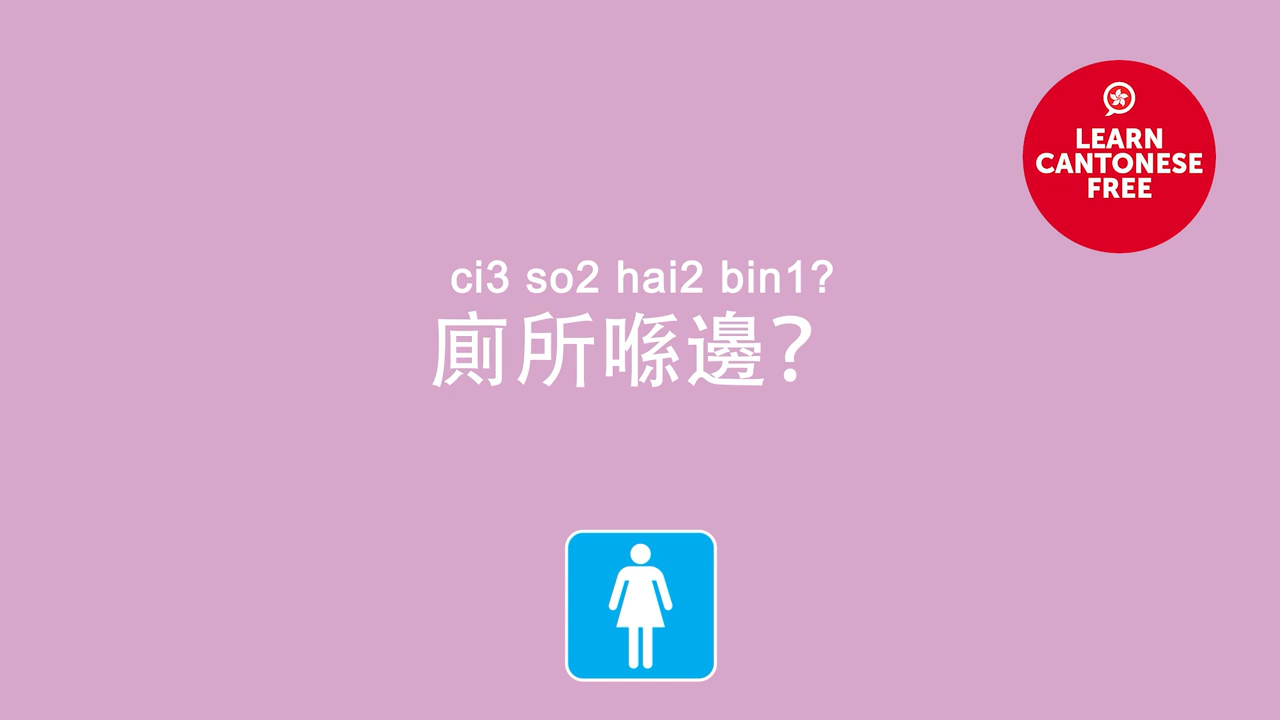 LEARN
CANTONESE
FREE
ci3 so2 hai2 bin1?
廁所喺邊?